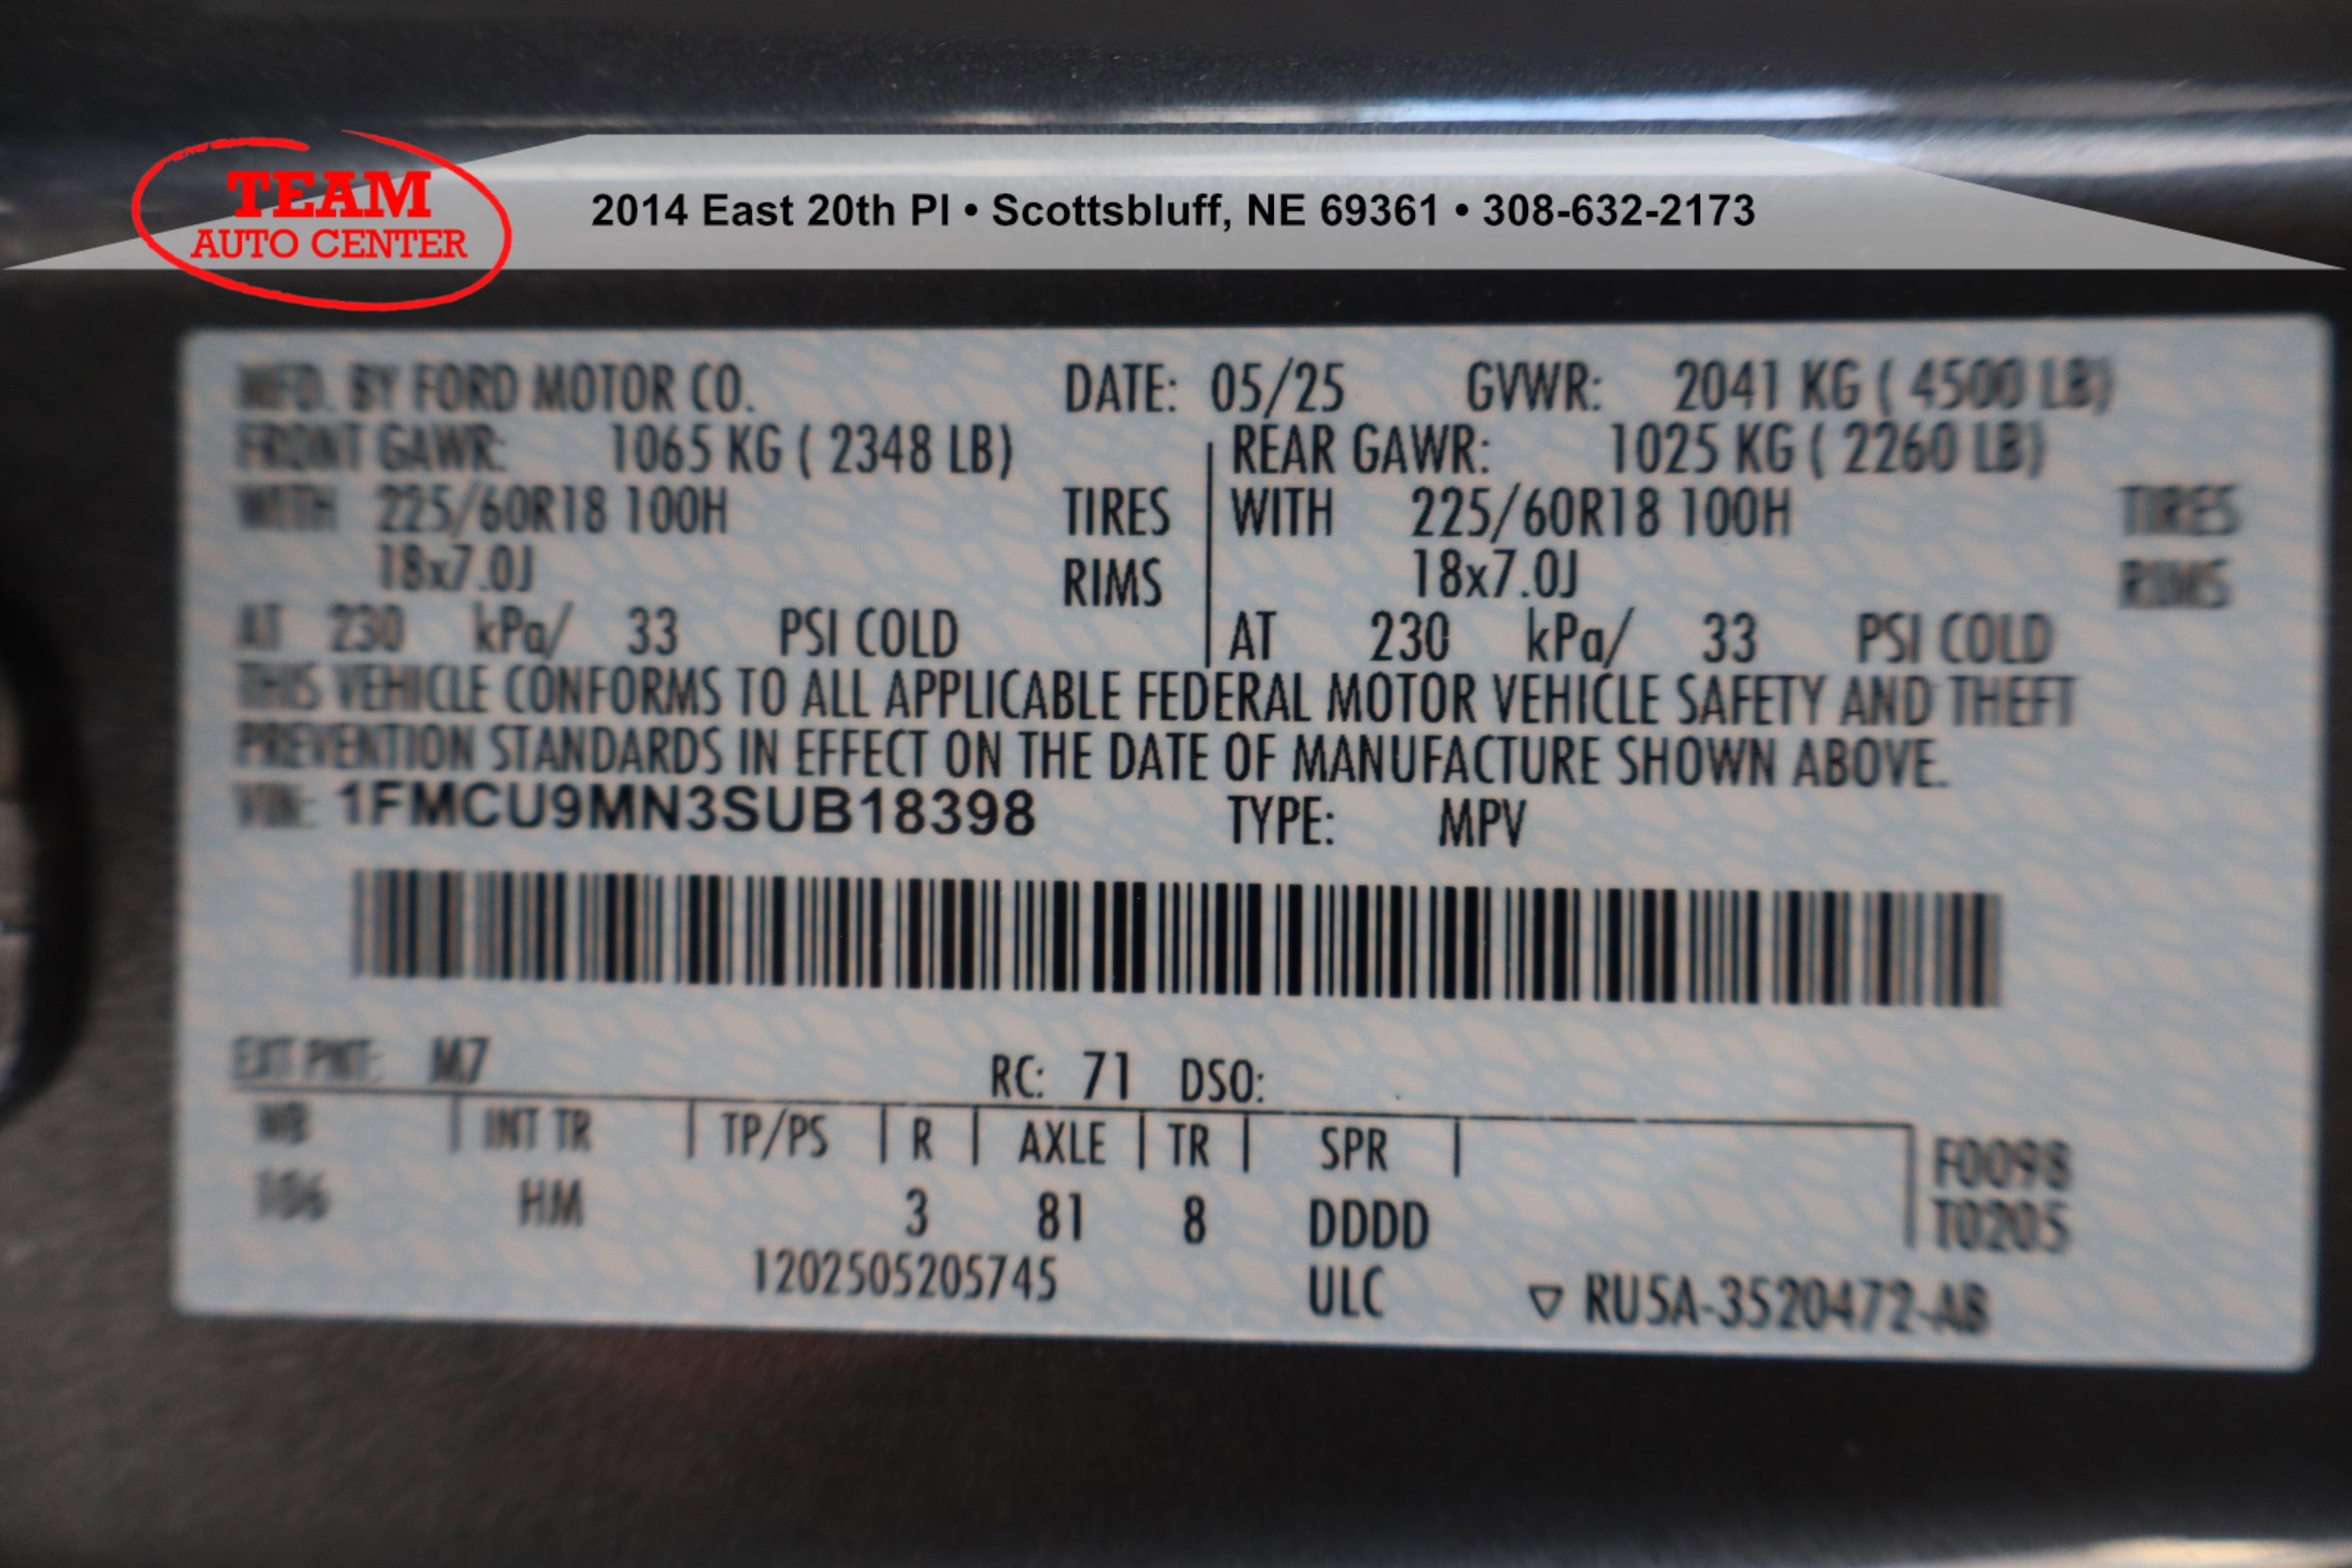 TEAM
AUTO CENTER
2014 East 20th Pl • Scottsbluff, NE 69361 • 308-632-2173
MFD. BY FORD MOTOR CO. DATE: 05/25 GVWR: 2041 KG ( 4500 LB)
FRONT GAWR: 1065 KG ( 2348 LB) REAR GAWR: 1025 KG ( 2260 LB)
WITH 225/60R18 100H TIRES WITH 225/60R18 100H TIRES
18x7.0J RIMS 18x7.0J RIMS
AT 230 kPa/ 33 PSI COLD AT 230 kPa/ 33 PSI COLD
THIS VEHICLE CONFORMS TO ALL APPLICABLE FEDERAL MOTOR VEHICLE SAFETY AND THEFT
PREVENTION STANDARDS IN EFFECT ON THE DATE OF MANUFACTURE SHOWN ABOVE.
VIN: 1FMCU9MN3SUB18398 TYPE: MPV
EXT PNT: M7 RC: 71 DSO:
WB | INT TR | TP/PS | R | AXLE | TR | SPR | F0098
106 HM 3 81 8 DDDD T0205
1202505205745 ULC ▽ RU5A-3520472-AB